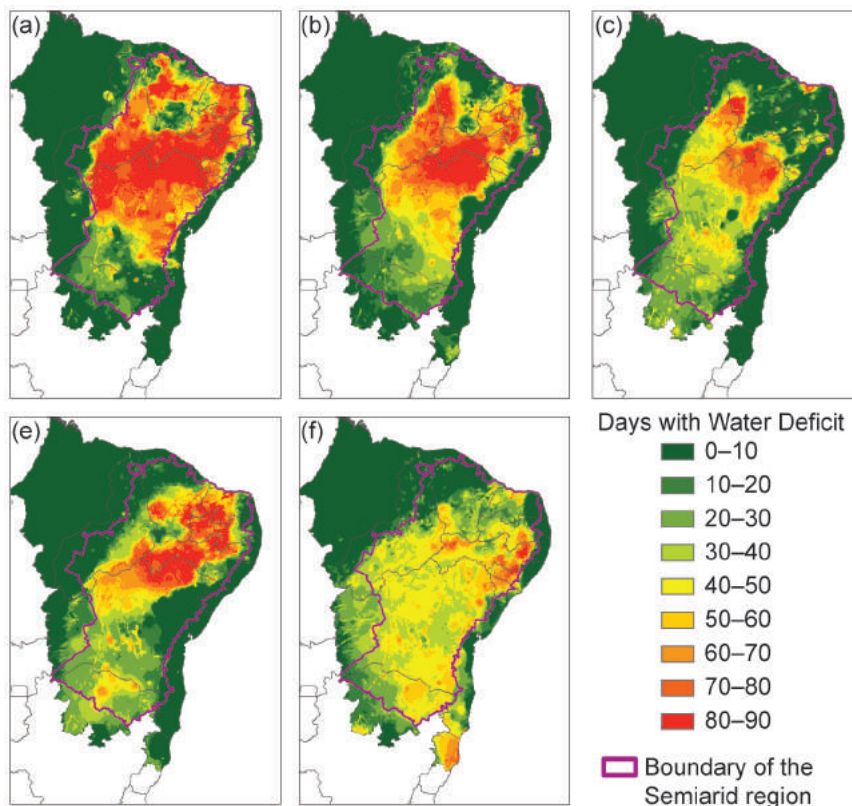 (a)
(b)
(c)
(e)
(f)
Days with Water Deficit
0–10
10–20
20–30
30–40
40–50
50–60
60–70
70–80
80–90
Boundary of the
Semiarid region